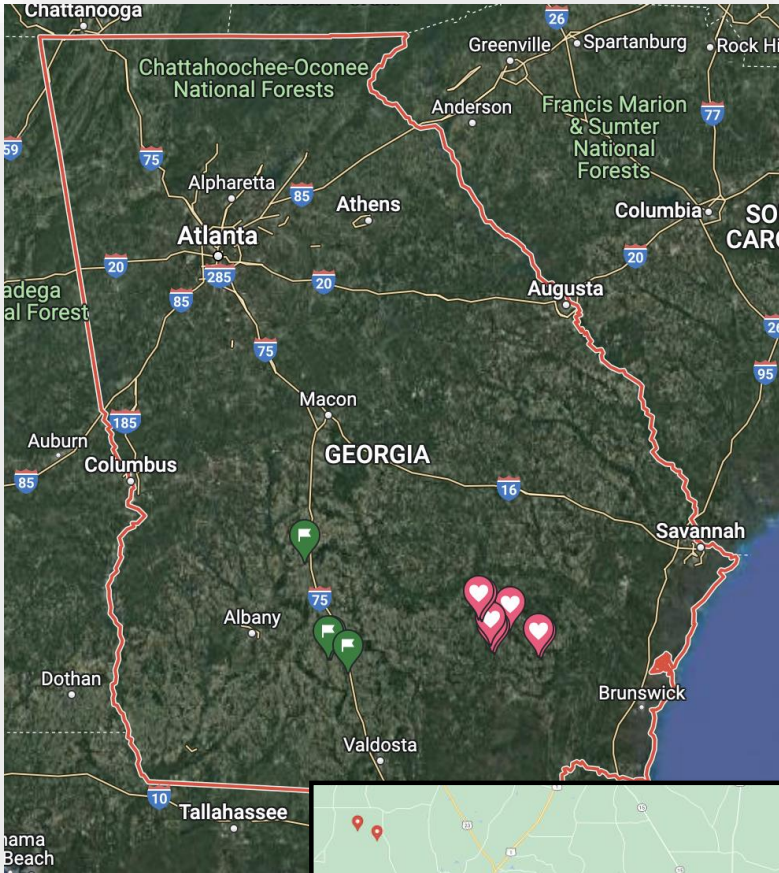 Chattanooga
26
Greenville
Spartanburg
Rock Hi
Chattahoochee-Oconee
National Forests
Anderson
Francis Marion
& Sumter
National
Forests
77
59
75
Alpharetta
85
Athens
Columbia
SO
CAR
Atlanta
20
285
20
20
adega
al Forest
85
Augusta
26
75
95
Macon
185
Auburn
GEORGIA
Columbus
85
16
Savannah
75
Albany
Dothan
Brunswick
Valdosta
10
Tallahassee
nama
Beach